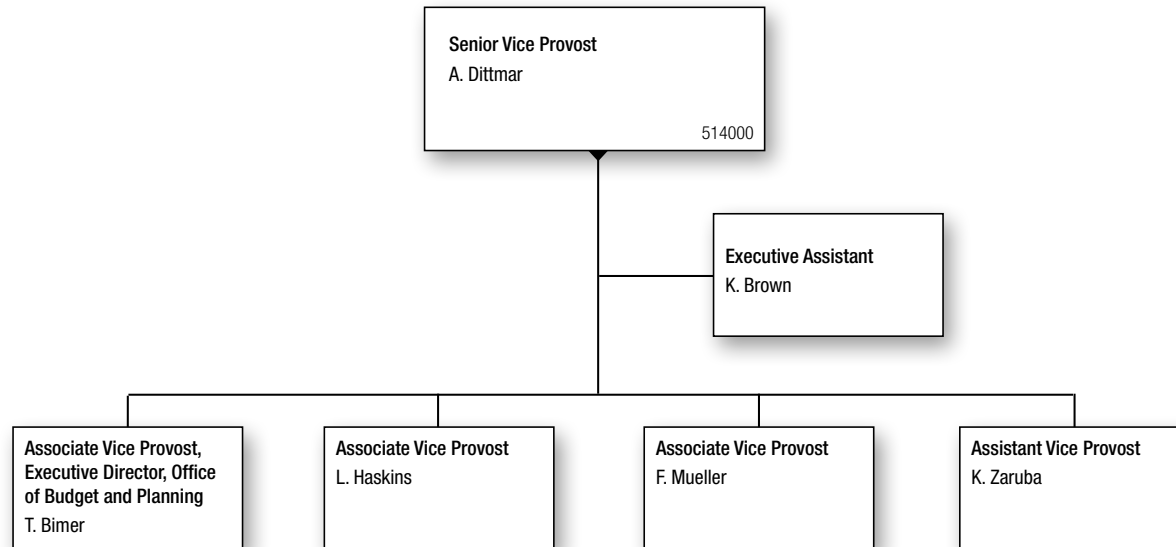 Senior Vice Provost
A. Dittmar
514000
Executive Assistant
K. Brown
Associate Vice Provost,
Executive Director, Office
of Budget and Planning
T. Bimer
Associate Vice Provost
L. Haskins
Associate Vice Provost
F. Mueller
Assistant Vice Provost
K. Zaruba